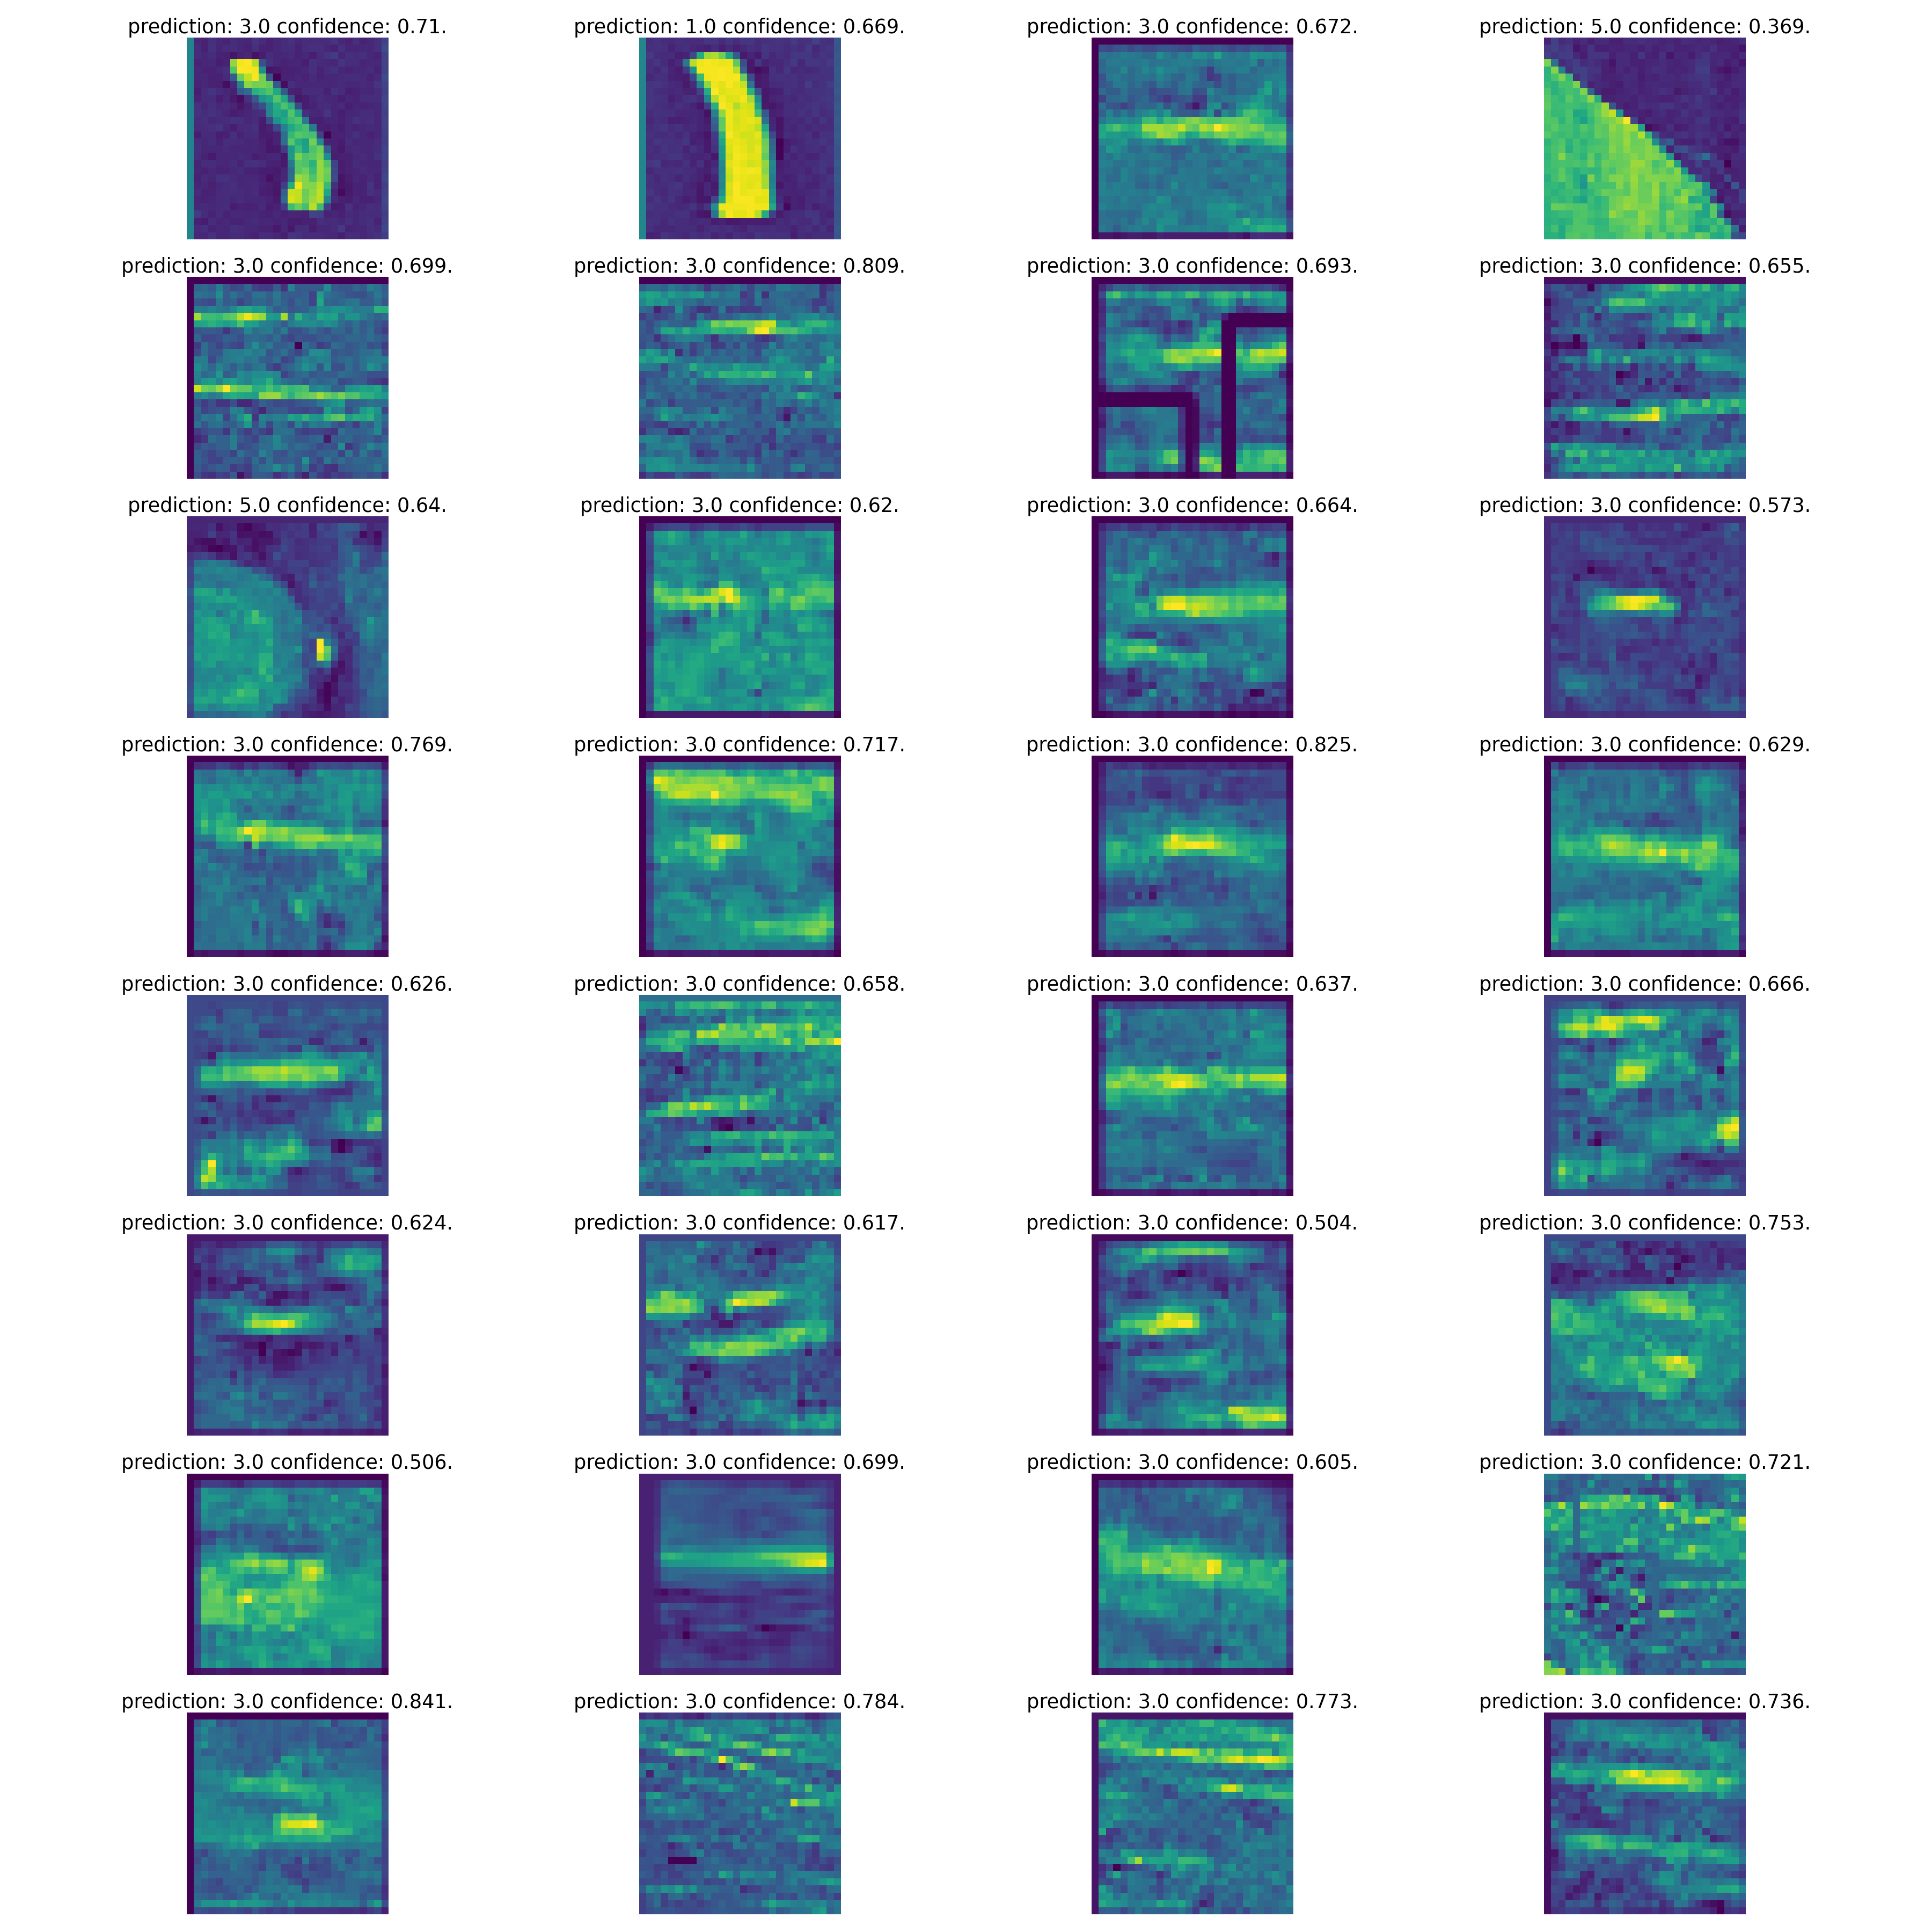 prediction: 3.0 confidence: 0.71.
prediction: 1.0 confidence: 0.669.
prediction: 3.0 confidence: 0.672.
prediction: 5.0 confidence: 0.369.
prediction: 3.0 confidence: 0.699.
prediction: 3.0 confidence: 0.809.
prediction: 3.0 confidence: 0.693.
prediction: 3.0 confidence: 0.655.
prediction: 5.0 confidence: 0.64.
prediction: 3.0 confidence: 0.62.
prediction: 3.0 confidence: 0.664.
prediction: 3.0 confidence: 0.573.
prediction: 3.0 confidence: 0.769.
prediction: 3.0 confidence: 0.717.
prediction: 3.0 confidence: 0.825.
prediction: 3.0 confidence: 0.629.
prediction: 3.0 confidence: 0.626.
prediction: 3.0 confidence: 0.658.
prediction: 3.0 confidence: 0.637.
prediction: 3.0 confidence: 0.666.
prediction: 3.0 confidence: 0.624.
prediction: 3.0 confidence: 0.617.
prediction: 3.0 confidence: 0.504.
prediction: 3.0 confidence: 0.753.
prediction: 3.0 confidence: 0.506.
prediction: 3.0 confidence: 0.699.
prediction: 3.0 confidence: 0.605.
prediction: 3.0 confidence: 0.721.
prediction: 3.0 confidence: 0.841.
prediction: 3.0 confidence: 0.784.
prediction: 3.0 confidence: 0.773.
prediction: 3.0 confidence: 0.736.